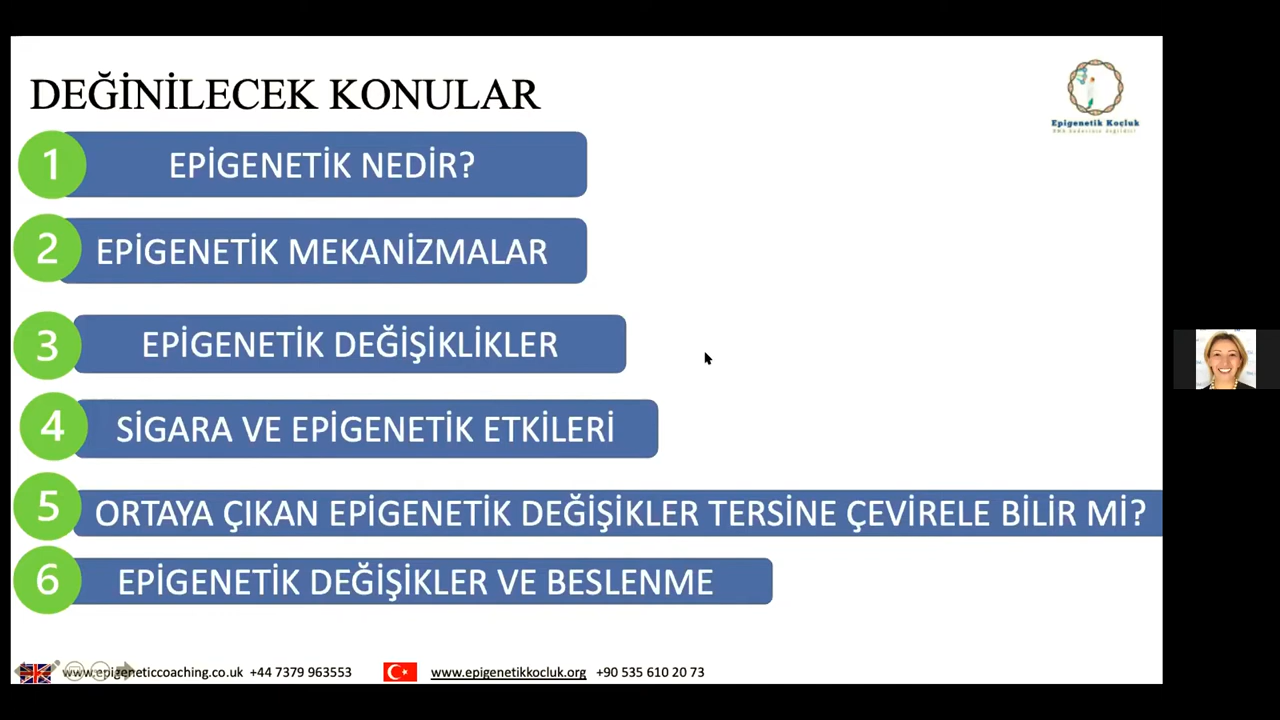 DEĞİNİLECEK KONULAR
Epigenetik Koçluk
1 EPİGENETİK NEDİR?
2 EPİGENETİK MEKANİZMALAR
3 EPİGENETİK DEĞİŞİKLİKLER
4 SİGARA VE EPİGENETİK ETKİLERİ
5 ORTAYA ÇIKAN EPİGENETİK DEĞİŞİKLER TERSİNE ÇEVİRELE BİLİR Mİ?
6 EPİGENETİK DEĞİŞİKLER VE BESLENME
www.epigeneticcoaching.co.uk +44 7379 963553 www.epigenetikkocluk.org +90 535 610 20 73